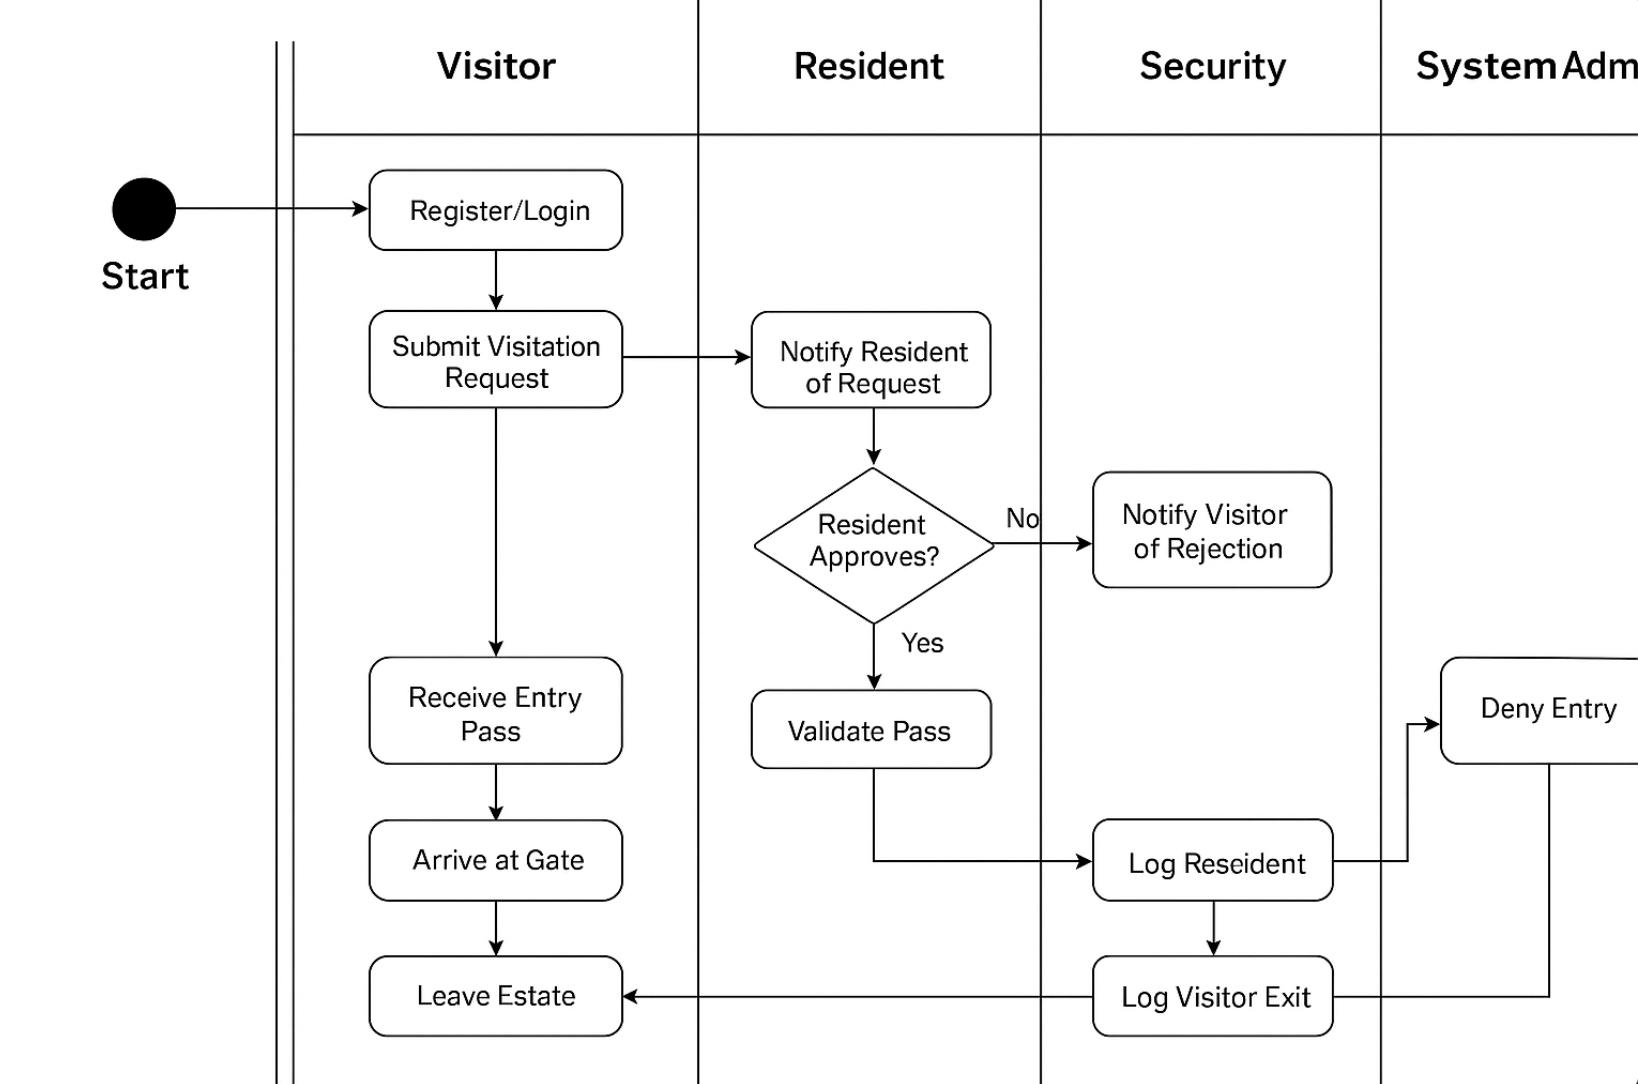 Visitor
Resident
Security
System Adm
Start
Register/Login
Submit Visitation
Request
Notify Resident
of Request
Resident
Approves?
No
Notify Visitor
of Rejection
Yes
Receive Entry
Pass
Validate Pass
Deny Entry
Arrive at Gate
Log Reseident
Leave Estate
Log Visitor Exit